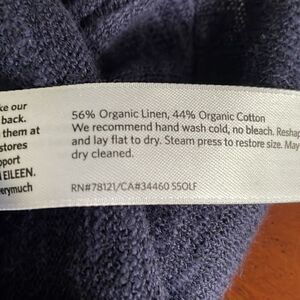 ke our
back.
them at
stores
pport
EILEEN.
erymuch
56% Organic Linen, 44% Organic Cotton
We recommend hand wash cold, no bleach. Reshap
and lay flat to dry. Steam press to restore size. May
dry cleaned.
RN#78121/CA#34460 S5OLF